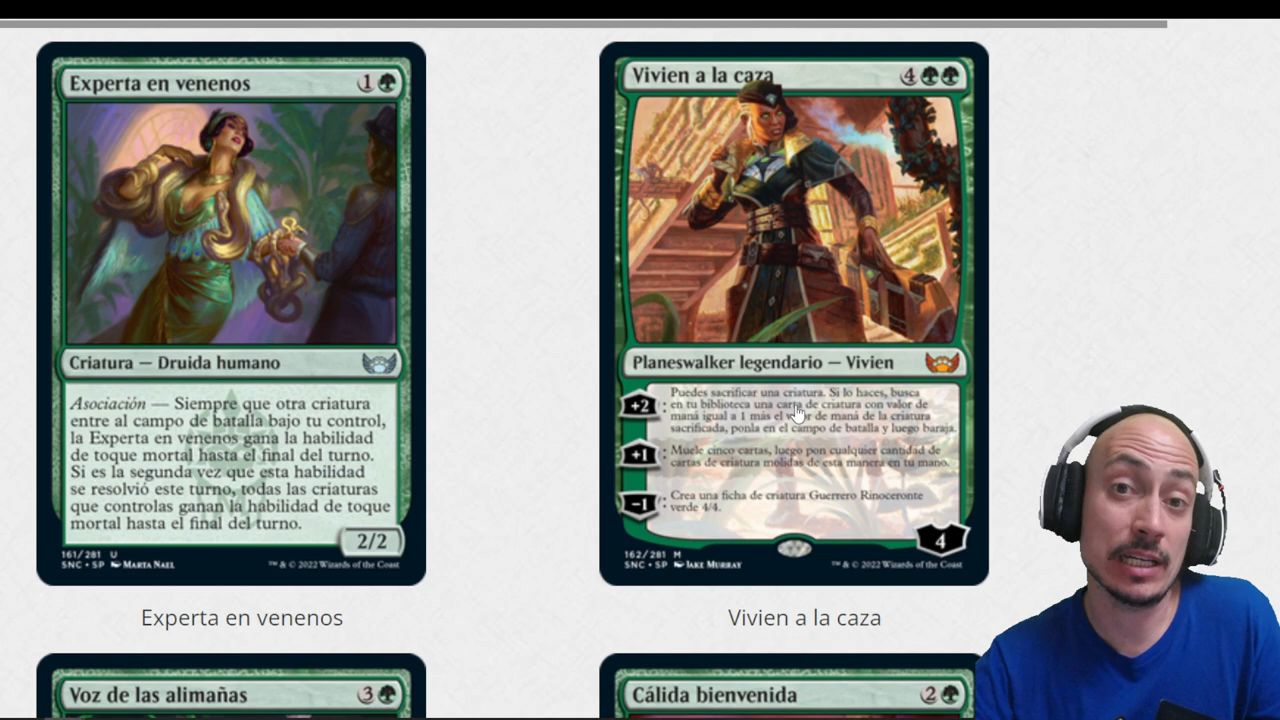 Experta en venenos 1
Criatura — Druida humano
Asociación — Siempre que otra criatura
entre al campo de batalla bajo tu control,
la Experta en venenos gana la habilidad
de toque mortal hasta el final del turno.
Si es la segunda vez que esta habilidad
se resolvió este turno, todas las criaturas
que controlas ganan la habilidad de toque
mortal hasta el final del turno.
2/2
161/281 U
SNC • SP Marta Nael ™ & © 2022 Wizards of the Coast
Experta en venenos
Vivien a la caza 4
Planeswalker legendario — Vivien
+2 : Puedes sacrificar una criatura. Si lo haces, busca
en tu biblioteca una carta de criatura con valor de
maná igual a 1 más el valor de maná de la criatura
sacrificada, ponla en el campo de batalla y luego baraja.
+1 : Muele cinco cartas, luego pon cualquier cantidad de
cartas de criatura molidas de esta manera en tu mano.
-1 : Crea una ficha de criatura Guerrero Rinoceronte
verde 4/4.
4
162/281 M
SNC • SP Jake Murray ™ & © 2022 Wizards of the Coast
Vivien a la caza
Voz de las alimañas 3
Cálida bienvenida 2